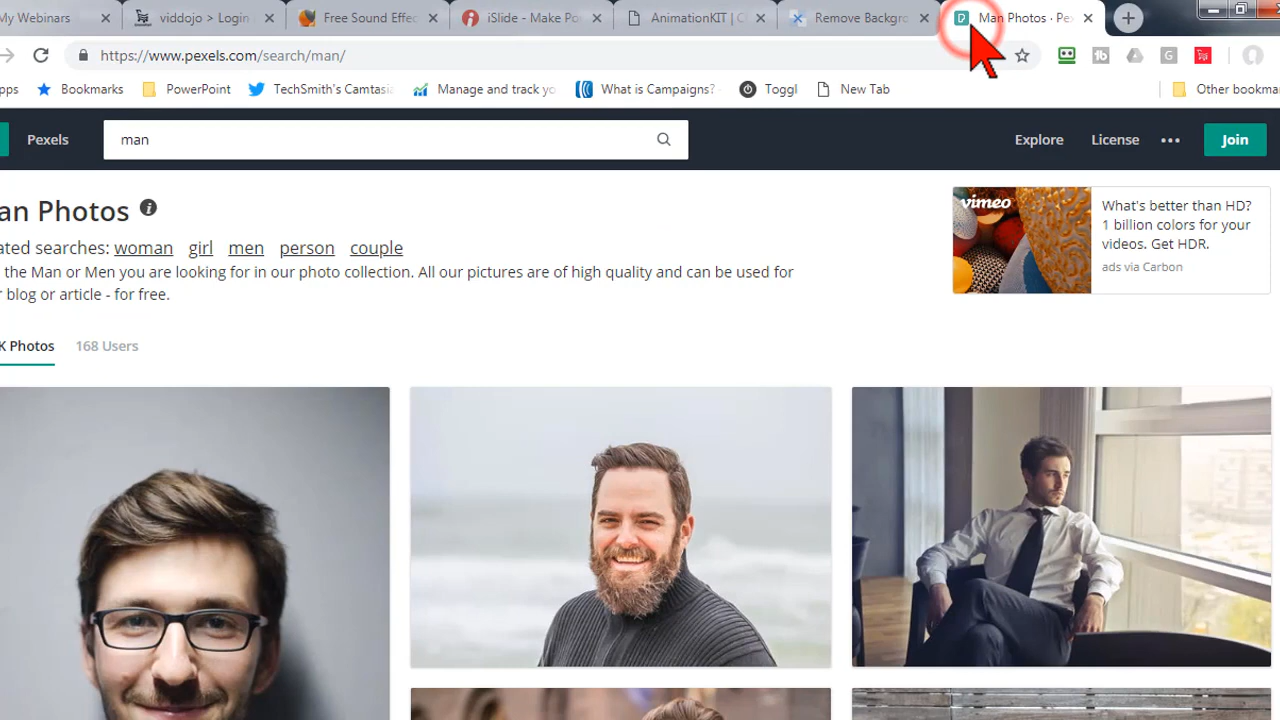 y Webinars
viddojo > Login
Free Sound Effec
iSlide - Make Po
AnimationKIT | C
Remove Backgro
Man Photos · Pex
https://www.pexels.com/search/man/
pps
Bookmarks
PowerPoint
TechSmith's Camtasi
Manage and track yo
What is Campaigns? -
Toggl
New Tab
Other bookma
Pexels
man
Explore
License
•••
Join
an Photos
ated searches: woman girl men person couple
the Man or Men you are looking for in our photo collection. All our pictures are of high quality and can be used for
r blog or article - for free.
vimeo
What's better than HD?
1 billion colors for your
videos. Get HDR.
ads via Carbon
K Photos
168 Users